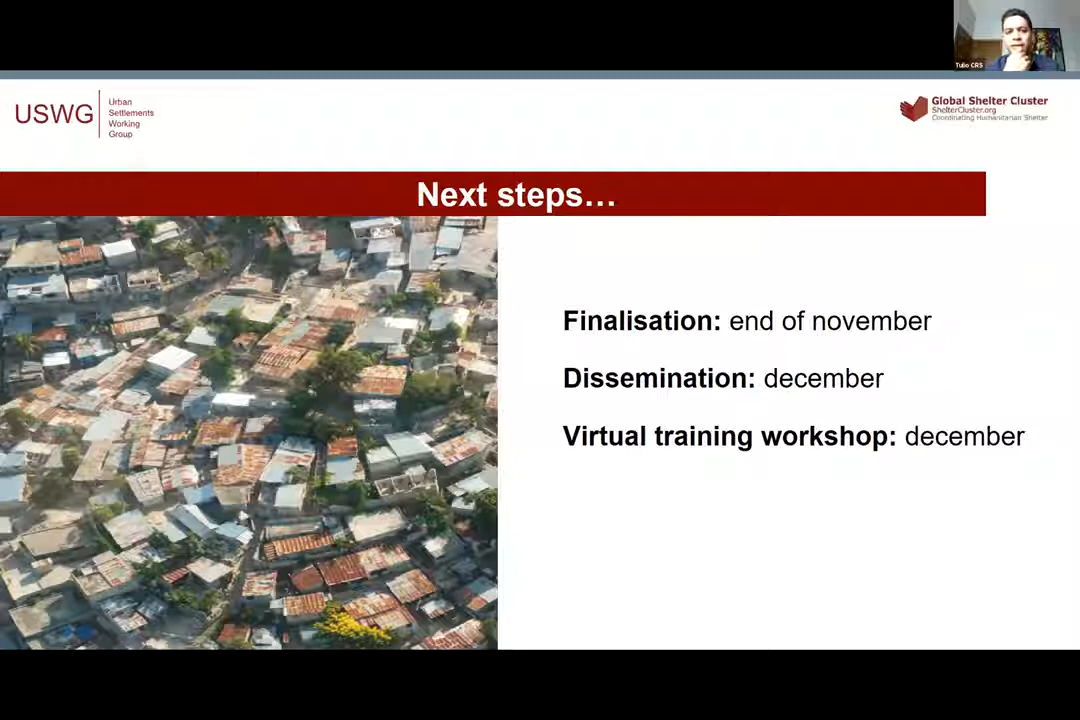 Tulio CRS
USWG
Urban
Settlements
Working
Group
Global Shelter Cluster
ShelterCluster.org
Coordinating Humanitarian Shelter
Next steps…
Finalisation: end of november
Dissemination: december
Virtual training workshop: december